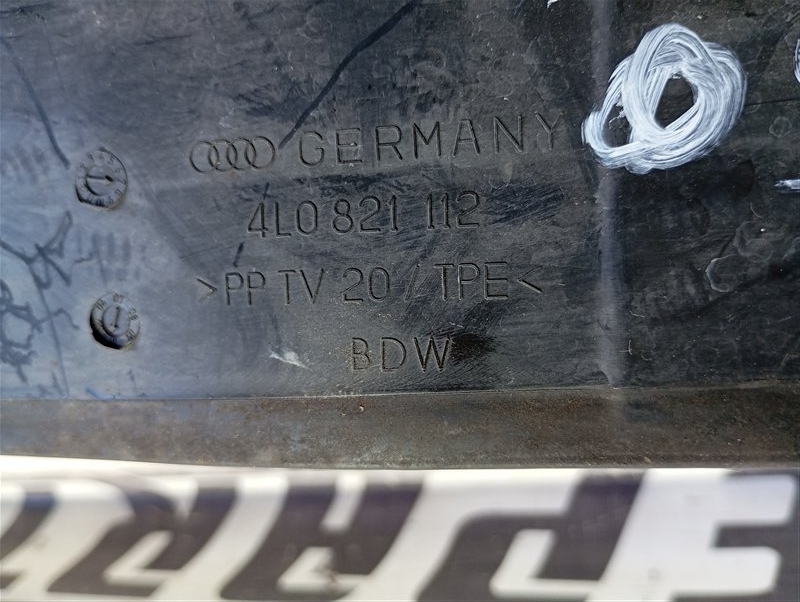 GERMANY
4L0 821 112
>PP TV 20 / TPE<
BDW